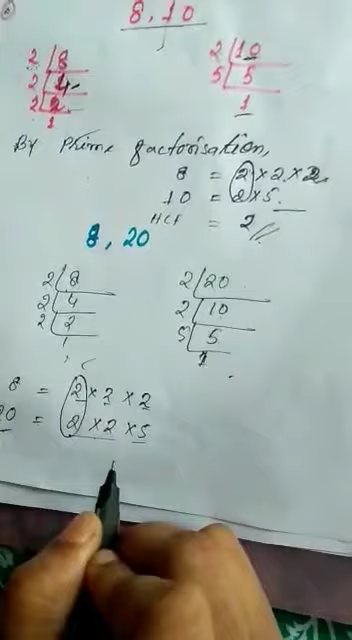 8, 10
2 8 2 10
2 4 5 5
2 2 1
1
By Prime factorisation,
8 = 2 × 2 × 2
10 = 2 × 5
HCF = 2
8, 20
2 8 2 20
2 4 2 10
2 2 5 5
1 1
8 = 2 × 2 × 2
20 = 2 × 2 × 5